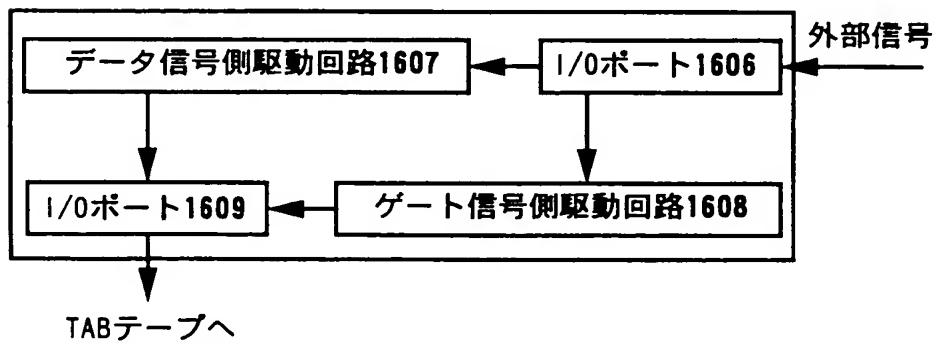 外部信号
データ信号側駆動回路1607
I/Oポート1606
I/Oポート1609
ゲート信号側駆動回路1608
TABテープへ